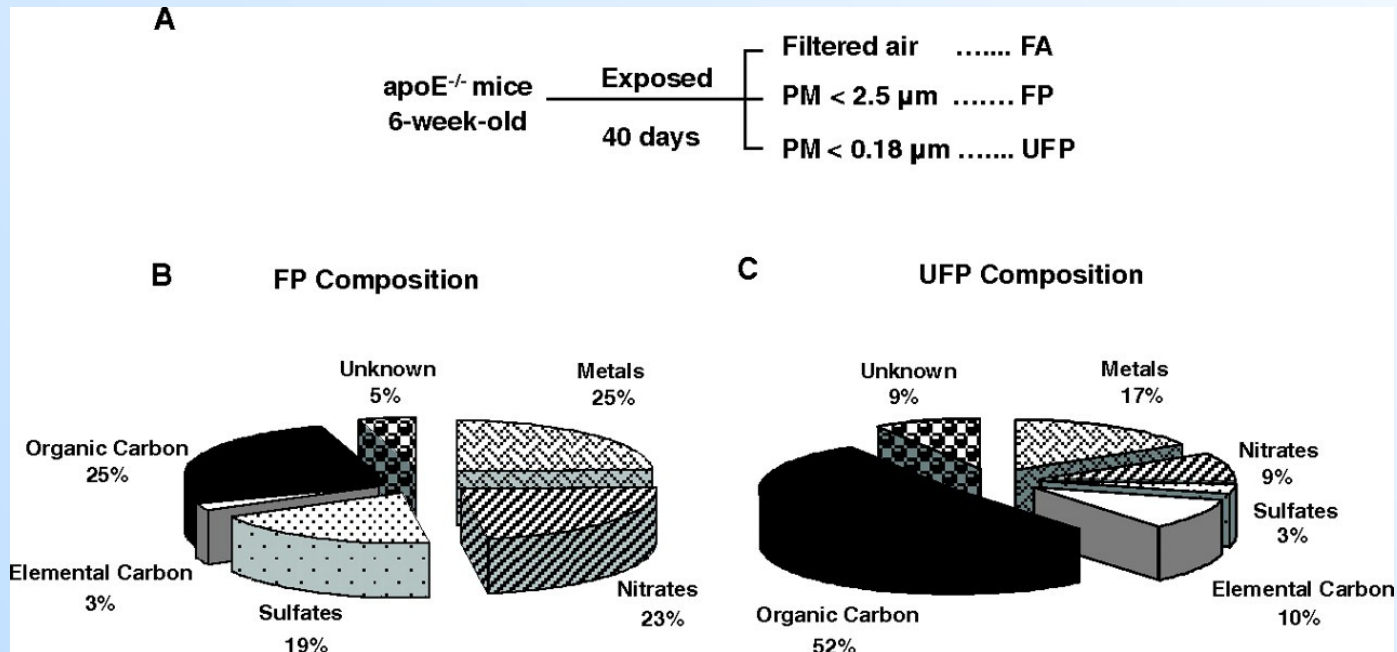 A
apoE-/- mice
6-week-old
Exposed
40 days
Filtered air ....... FA
PM < 2.5 µm ....... FP
PM < 0.18 µm ....... UFP
B
FP Composition
Unknown
5%
Metals
25%
Organic Carbon
25%
Elemental Carbon
3%
Sulfates
19%
Nitrates
23%
C
UFP Composition
Unknown
9%
Metals
17%
Nitrates
9%
Sulfates
3%
Elemental Carbon
10%
Organic Carbon
52%